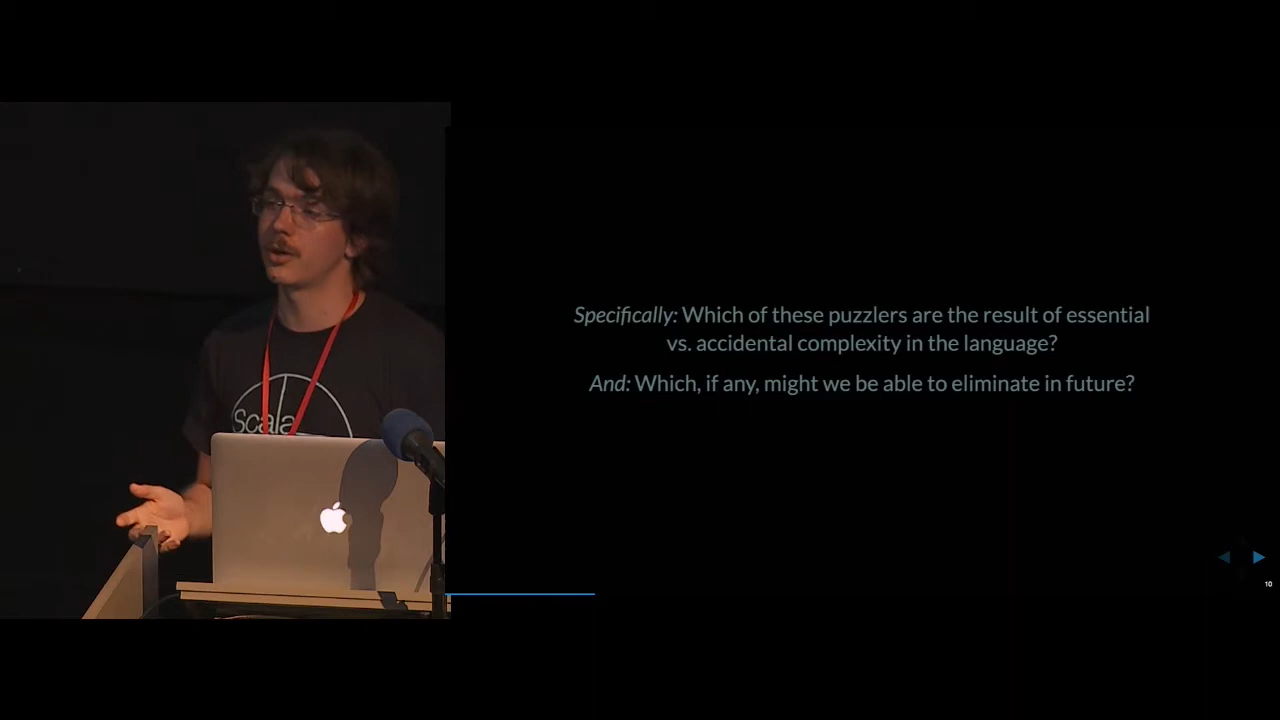 Specifically: Which of these puzzlers are the result of essential
vs. accidental complexity in the language?
And: Which, if any, might we be able to eliminate in future?
Scala
10